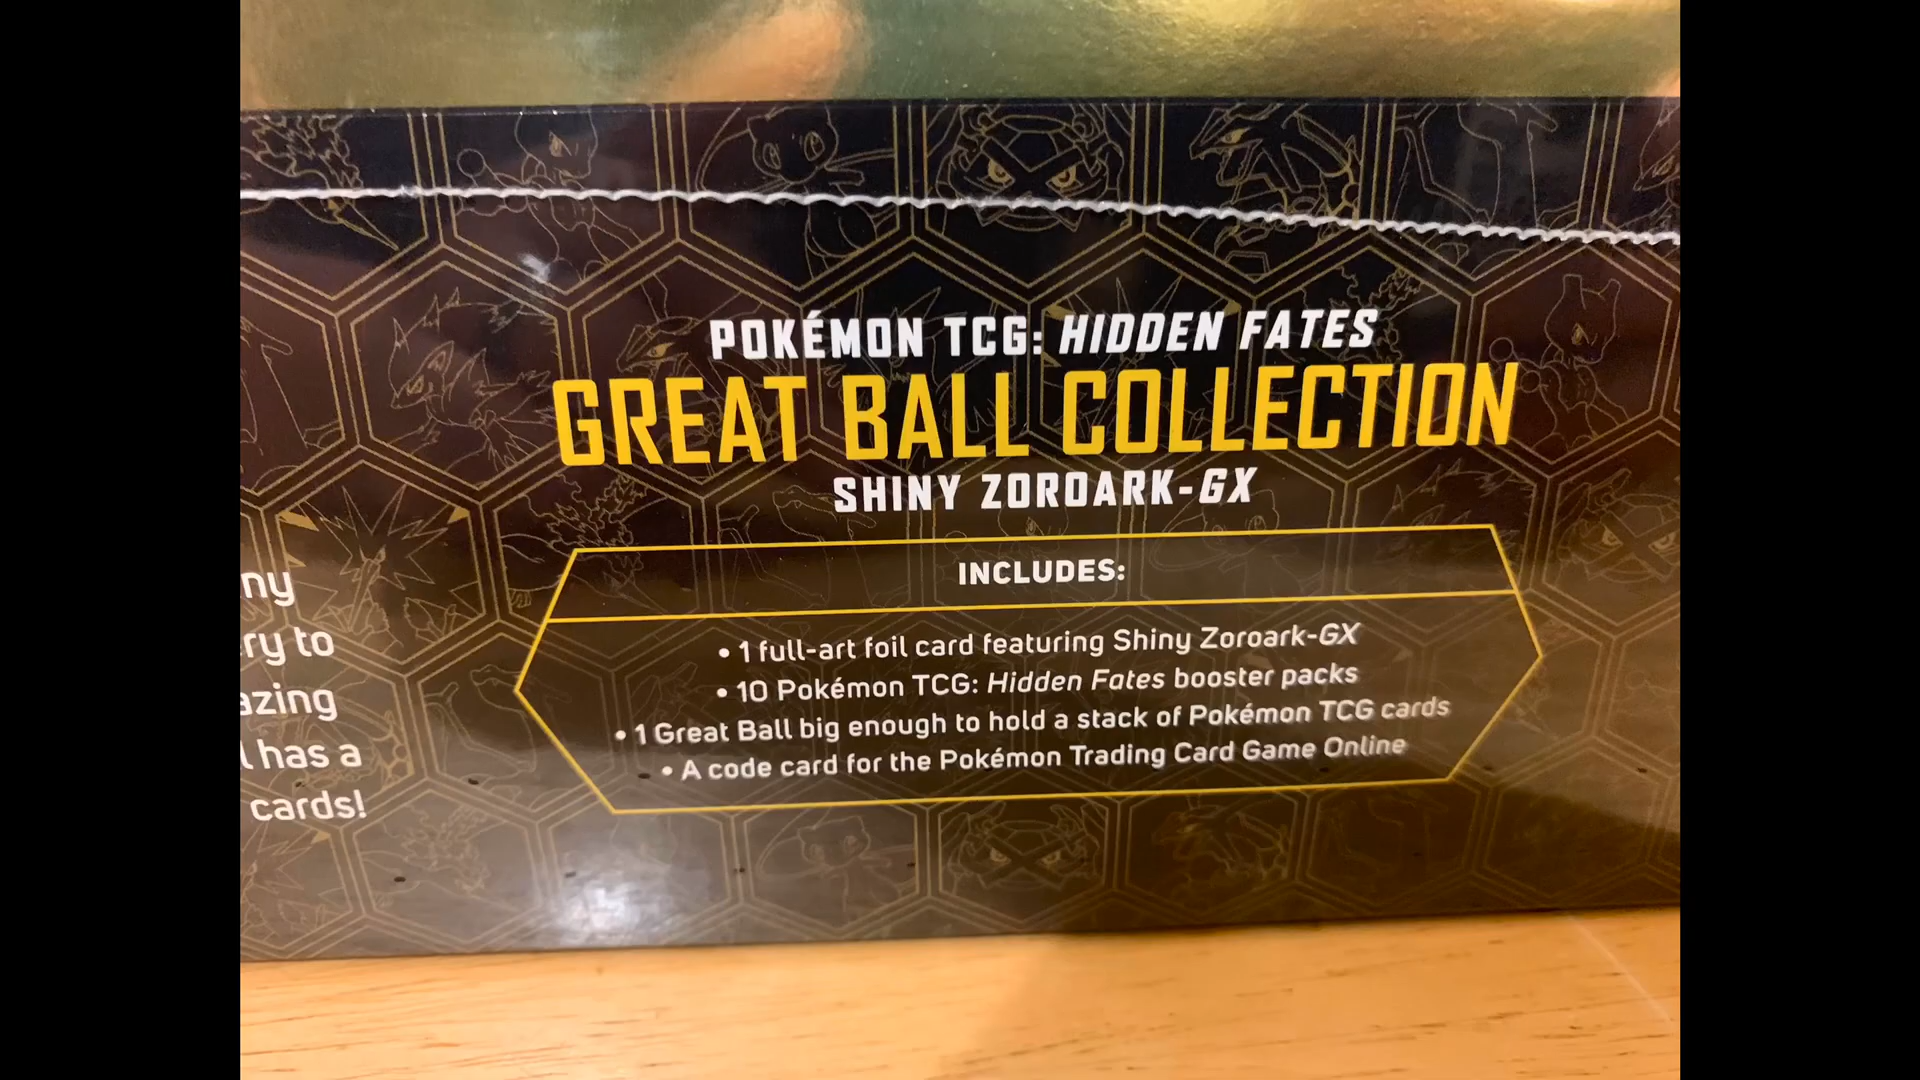 POKÉMON TCG: HIDDEN FATES
GREAT BALL COLLECTION
SHINY ZOROARK-GX
INCLUDES:
• 1 full-art foil card featuring Shiny Zoroark-GX
• 10 Pokémon TCG: Hidden Fates booster packs
• 1 Great Ball big enough to hold a stack of Pokémon TCG cards
• A code card for the Pokémon Trading Card Game Online
ny
ry to
azing
l has a
cards!